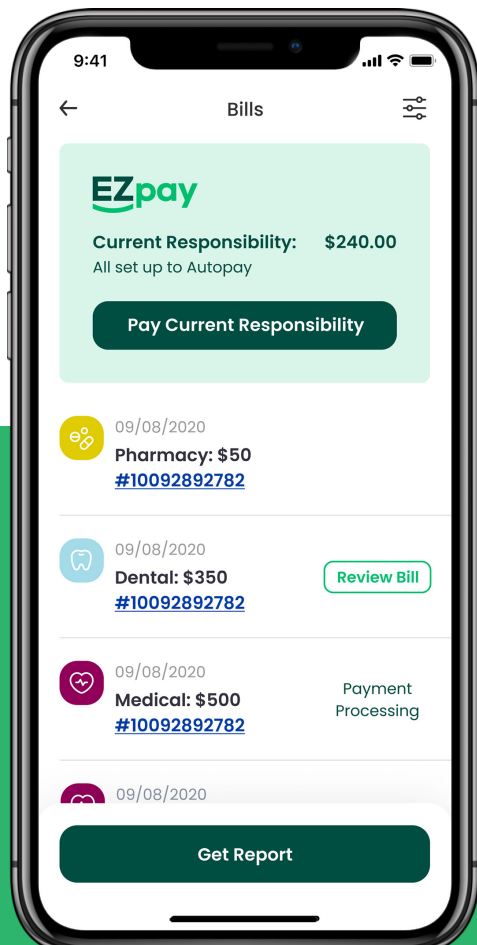 9:41
Bills
EZpay
Current Responsibility: $240.00
All set up to Autopay
Pay Current Responsibility
09/08/2020
Pharmacy: $50
#10092892782
09/08/2020
Dental: $350
#10092892782
Review Bill
09/08/2020
Medical: $500
#10092892782
Payment
Processing
09/08/2020
Get Report